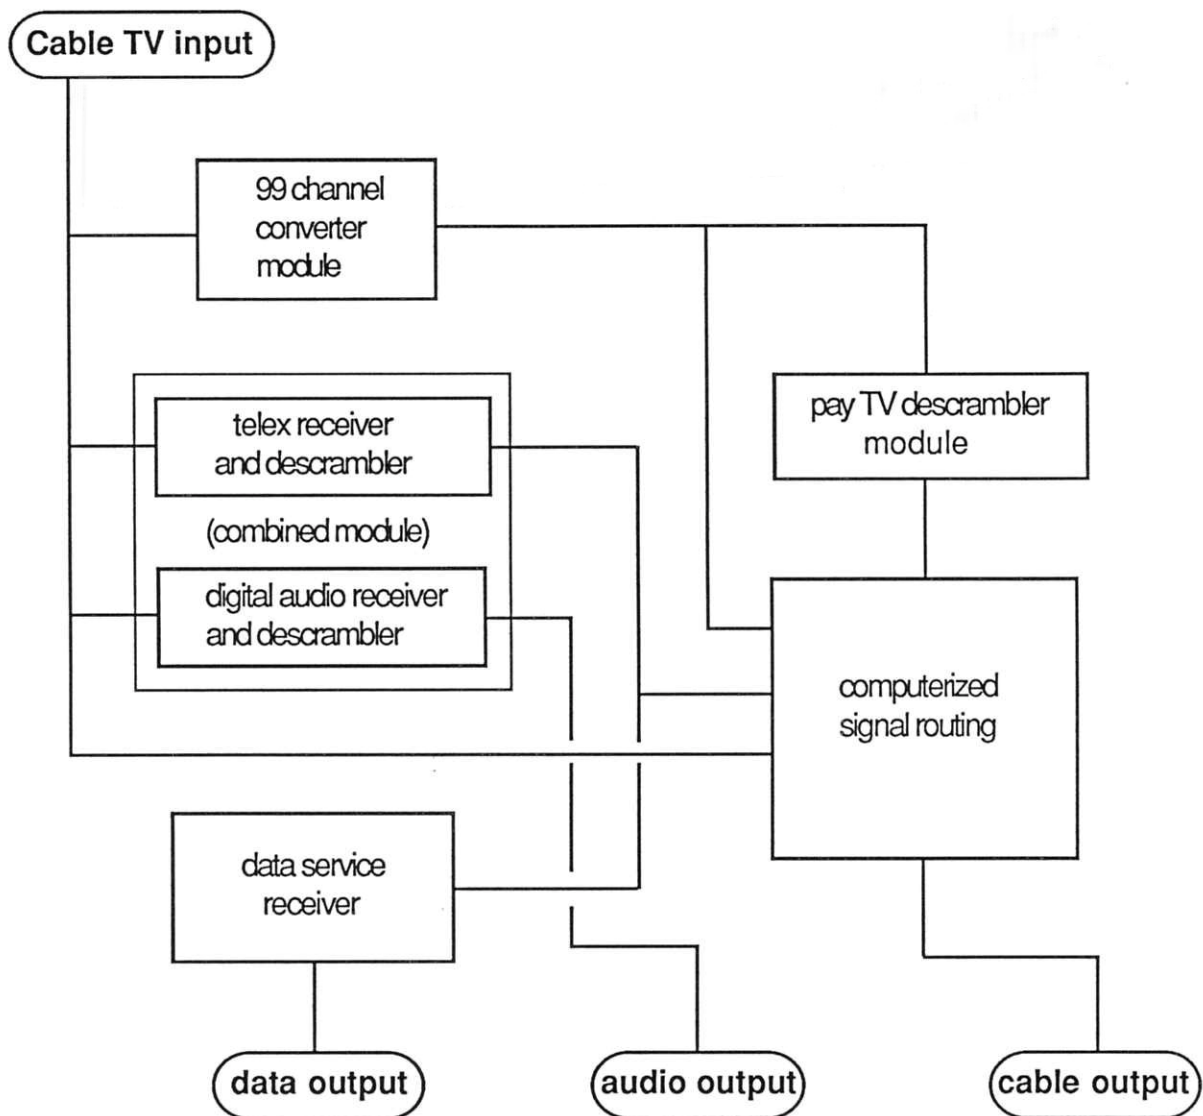 Cable TV input
99 channel
converter
module
telex receiver
and descrambler
(combined module)
digital audio receiver
and descrambler
pay TV descrambler
module
computerized
signal routing
data service
receiver
data output
audio output
cable output